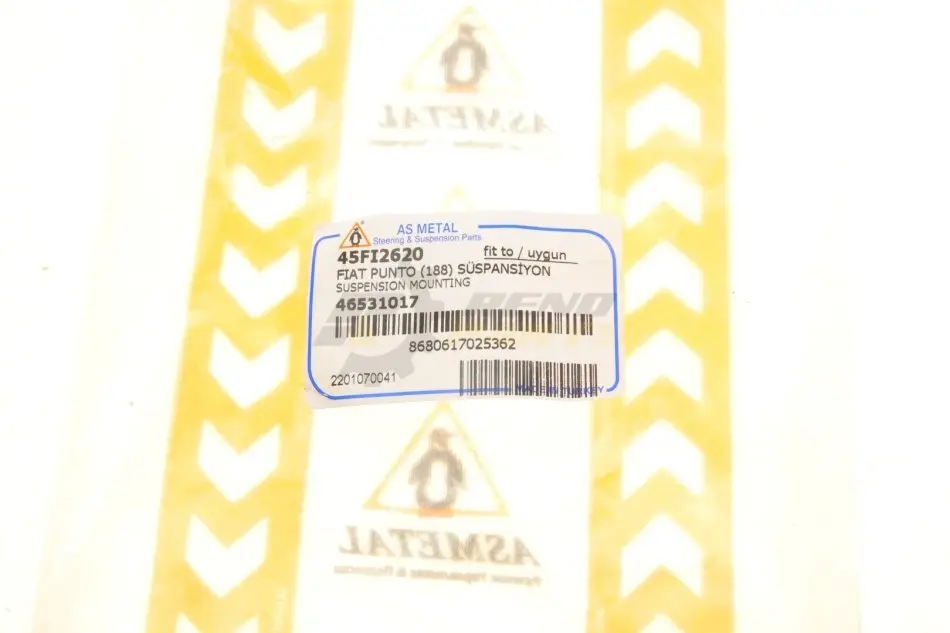 ASMETAL
AS METAL
Steering & Suspension Parts
45FI2620 fit to / uygun
FIAT PUNTO (188) SÜSPANSİYON
SUSPENSION MOUNTING
46531017
8680617025362
2201070041
MADE IN TURKEY
ASMETAL